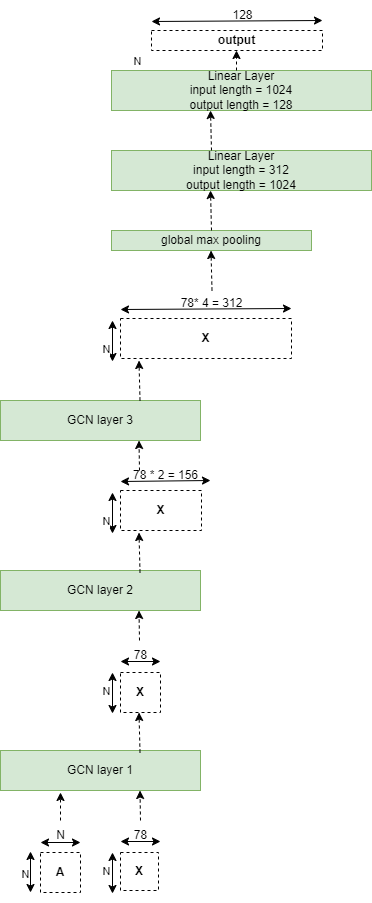 128
output
N
Linear Layer
input length = 1024
output length = 128
Linear Layer
input length = 312
output length = 1024
global max pooling
78* 4 = 312
N
X
GCN layer 3
78 * 2 = 156
N
X
GCN layer 2
78
N
X
GCN layer 1
N
78
N
A
N
X